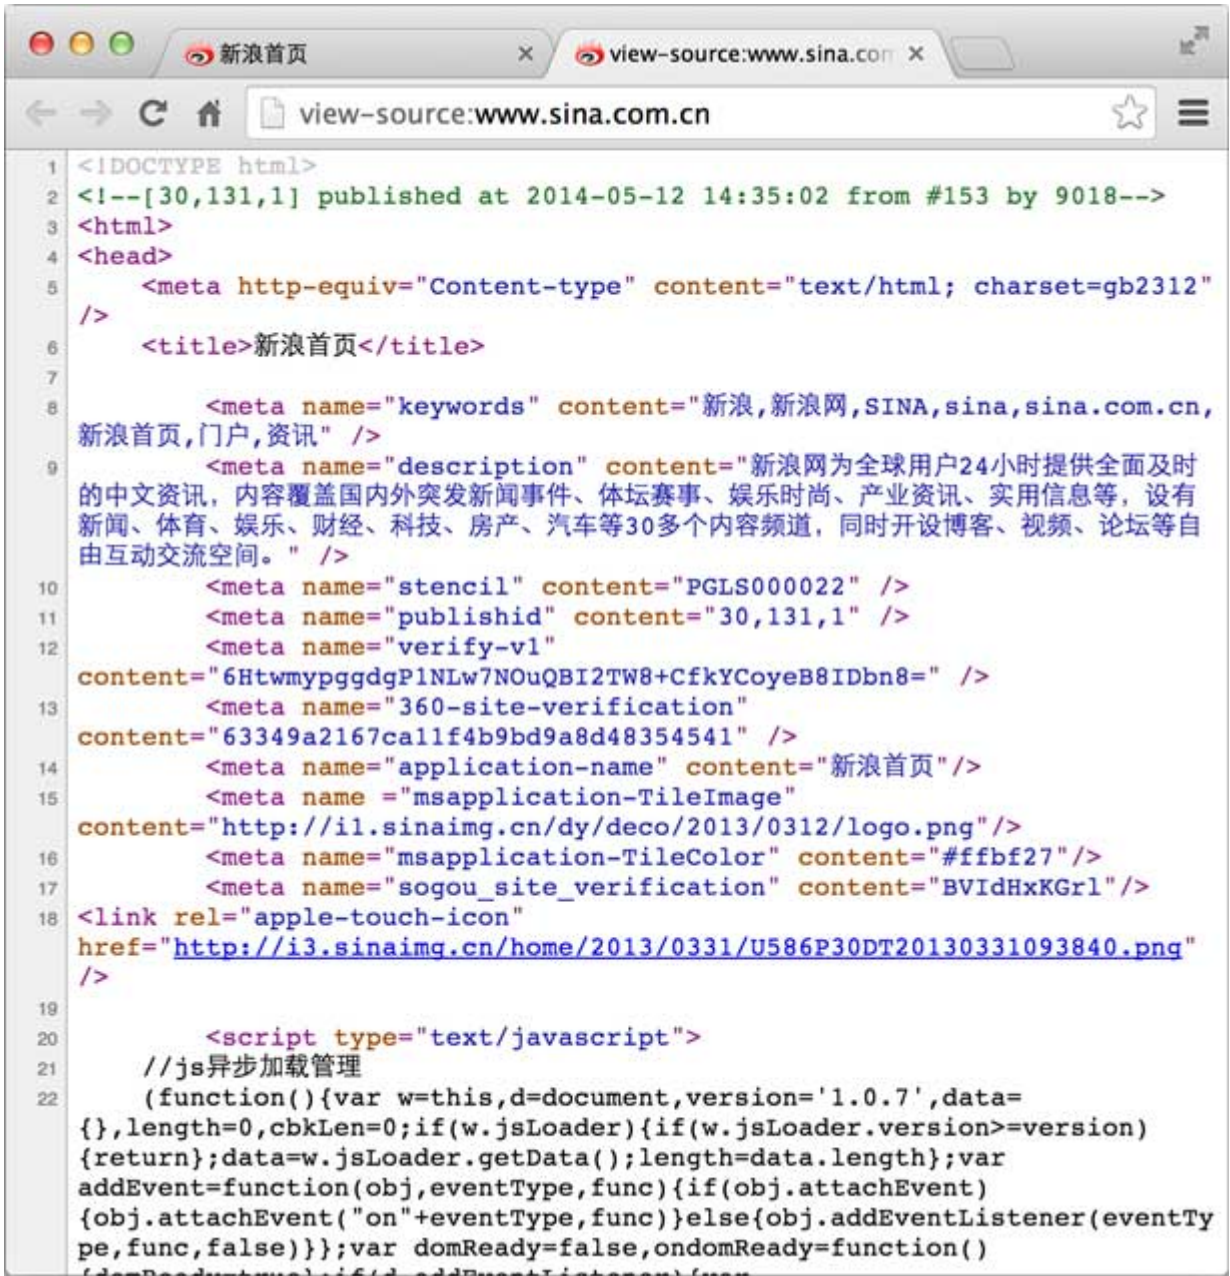 新浪首页
view-source:www.sina.com
view-source:www.sina.com.cn
1 <!DOCTYPE html>
2 <!--[30,131,1] published at 2014-05-12 14:35:02 from #153 by 9018-->
3 <html>
4 <head>
5 <meta http-equiv="Content-type" content="text/html; charset=gb2312"
/>
6 <title>新浪首页</title>
7
8 <meta name="keywords" content="新浪,新浪网,SINA,sina,sina.com.cn,
新浪首页,门户,资讯" />
9 <meta name="description" content="新浪网为全球用户24小时提供全面及时
的中文资讯，内容覆盖国内外突发新闻事件、体坛赛事、娱乐时尚、产业资讯、实用信息等，设有
新闻、体育、娱乐、财经、科技、房产、汽车等30多个内容频道，同时开设博客、视频、论坛等自
由互动交流空间。" />
10 <meta name="stencil" content="PGLS000022" />
11 <meta name="publishid" content="30,131,1" />
12 <meta name="verify-v1"
content="6HtwmypggdgP1NLw7NOuQBI2TW8+CfkYCoyeB8IDbn8=" />
13 <meta name="360-site-verification"
content="63349a2167ca11f4b9bd9a8d48354541" />
14 <meta name="application-name" content="新浪首页"/>
15 <meta name ="msapplication-TileImage"
content="http://i1.sinaimg.cn/dy/deco/2013/0312/logo.png"/>
16 <meta name="msapplication-TileColor" content="#ffbf27"/>
17 <meta name="sogou_site_verification" content="BVIdHxKGrl"/>
18 <link rel="apple-touch-icon"
href="http://i3.sinaimg.cn/home/2013/0331/U586P30DT20130331093840.png"
/>
19
20 <script type="text/javascript">
21 //js异步加载管理
22 (function(){var w=this,d=document,version='1.0.7',data=
{},length=0,cbkLen=0;if(w.jsLoader){if(w.jsLoader.version>=version)
{return};data=w.jsLoader.getData();length=data.length};var
addEvent=function(obj,eventType,func){if(obj.attachEvent)
{obj.attachEvent("on"+eventType,func)}else{obj.addEventListener(eventTy
pe,func,false)}};var domReady=false,ondomReady=function()